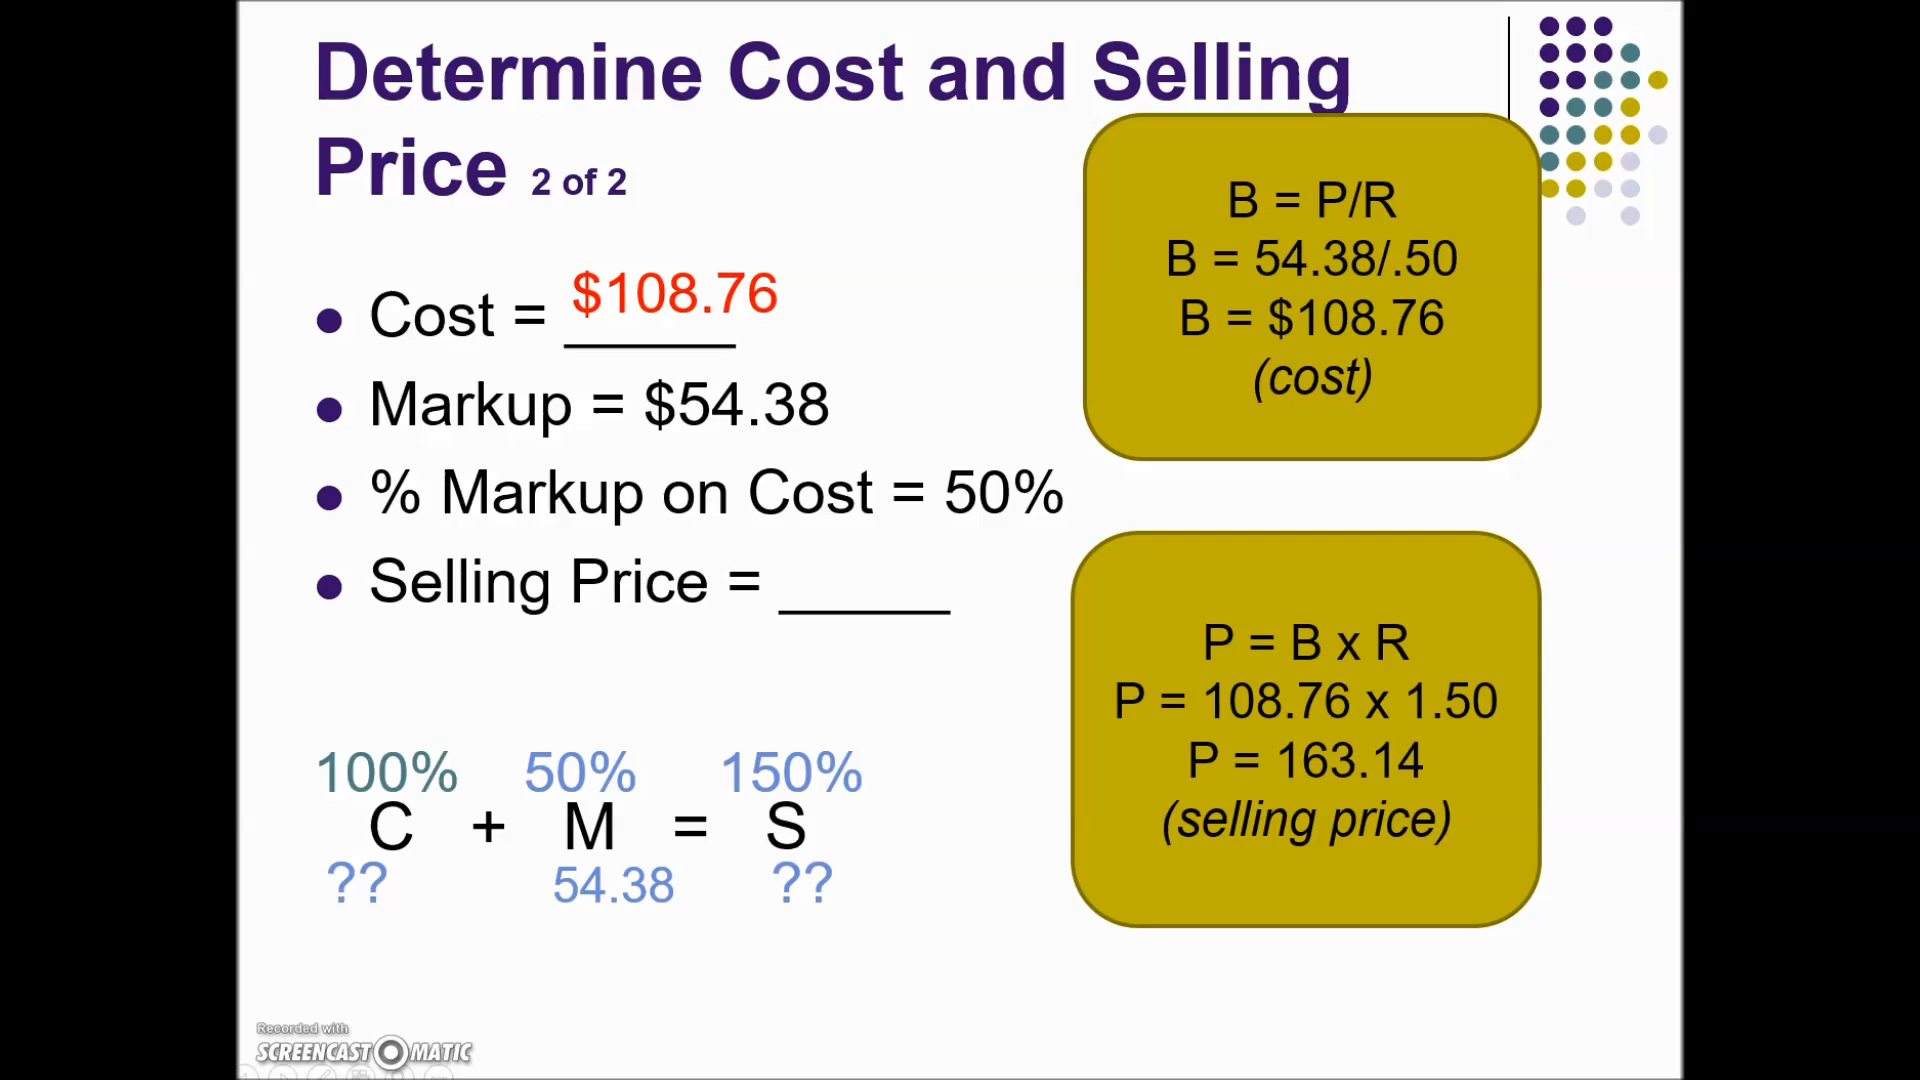 Determine Cost and Selling
Price 2 of 2
Cost = ______
$108.76
Markup = $54.38
% Markup on Cost = 50%
Selling Price = ______
100% 50% 150%
C + M = S
?? 54.38 ??
B = P/R
B = 54.38/.50
B = $108.76
(cost)
P = B x R
P = 108.76 x 1.50
P = 163.14
(selling price)
Recorded with
SCREENCAST MATIC